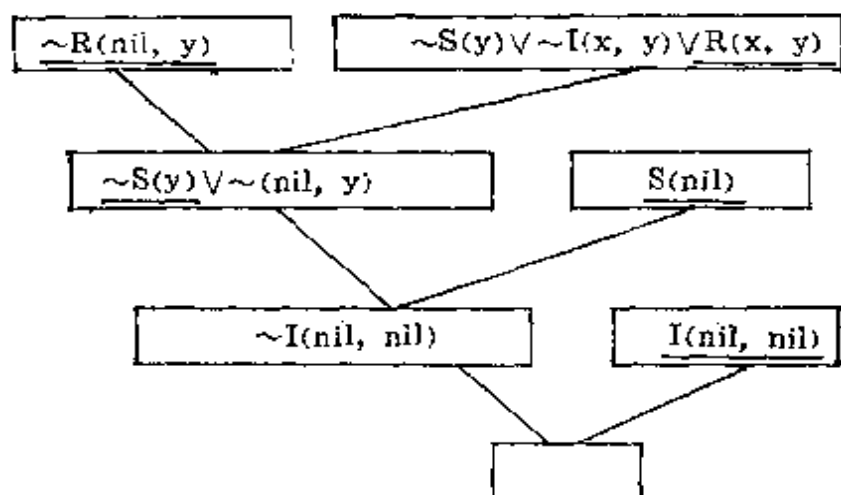 ~R(nil, y)
~S(y)∨~I(x, y)∨R(x, y)
~S(y)∨~(nil, y)
S(nil)
~I(nil, nil)
I(nil, nil)